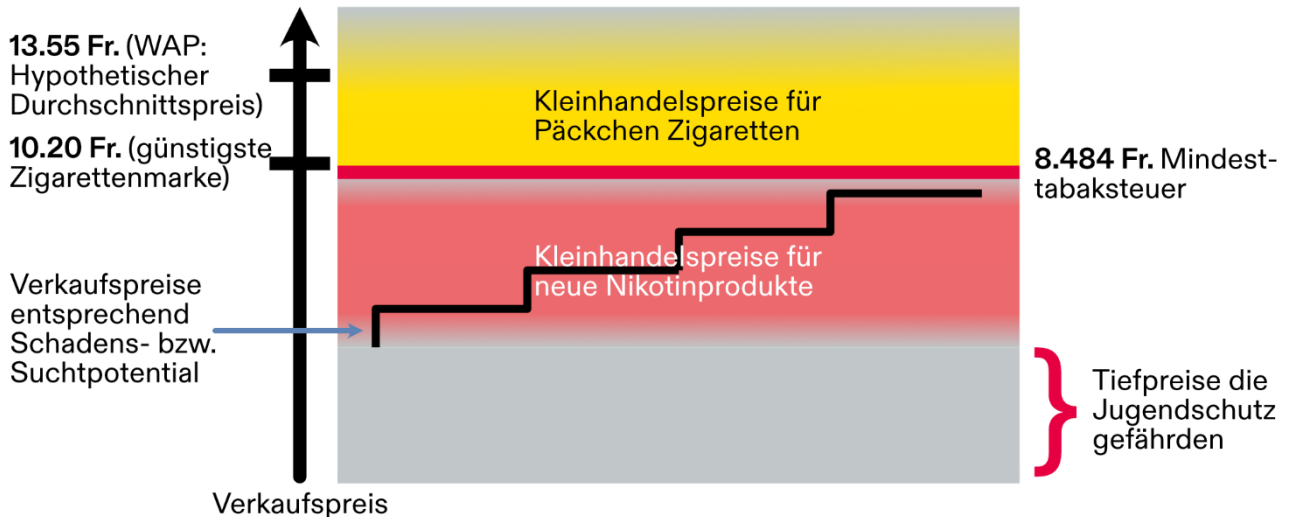 13.55 Fr. (WAP:
Hypothetischer
Durchschnittspreis)
10.20 Fr. (günstigste
Zigarettenmarke)
Verkaufspreise
entsprechend
Schadens- bzw.
Suchtpotential
Verkaufspreis
Kleinhandelspreise für
Päckchen Zigaretten
Kleinhandelspreise für
neue Nikotinprodukte
8.484 Fr. Mindest-
tabaksteuer
Tiefpreise die
Jugendschutz
gefährden